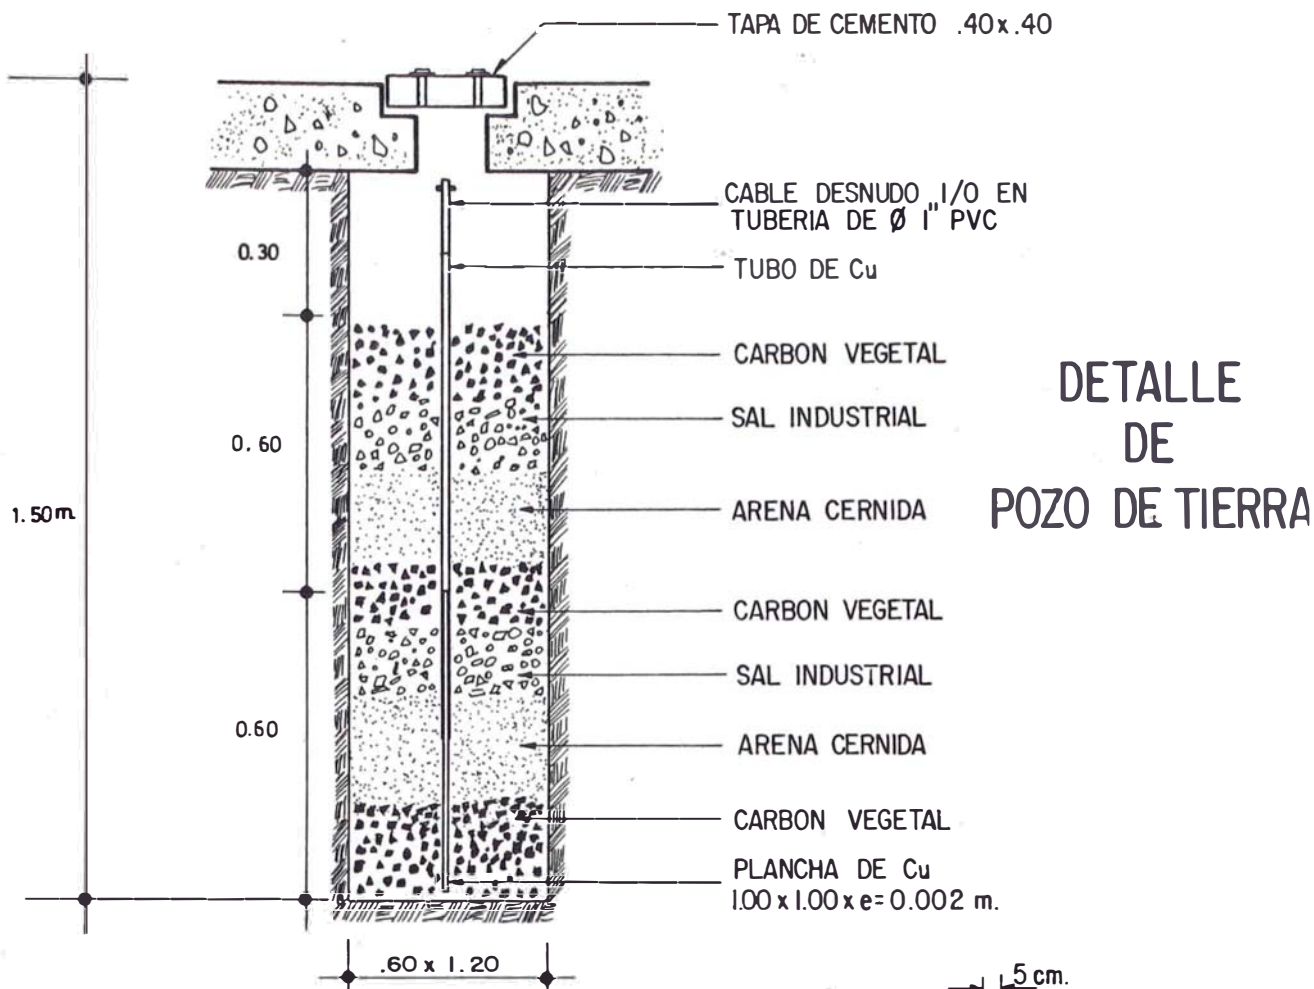 TAPA DE CEMENTO .40x.40
CABLE DESNUDO 1/0 EN
TUBERIA DE Ø 1" PVC
0.30
TUBO DE Cu
CARBON VEGETAL
DETALLE
DE
POZO DE TIERRA
SAL INDUSTRIAL
0.60
1.50m
ARENA CERNIDA
CARBON VEGETAL
SAL INDUSTRIAL
0.60
ARENA CERNIDA
CARBON VEGETAL
PLANCHA DE Cu
1.00 x 1.00 x e=0.002 m.
.60 x 1.20
5 cm.